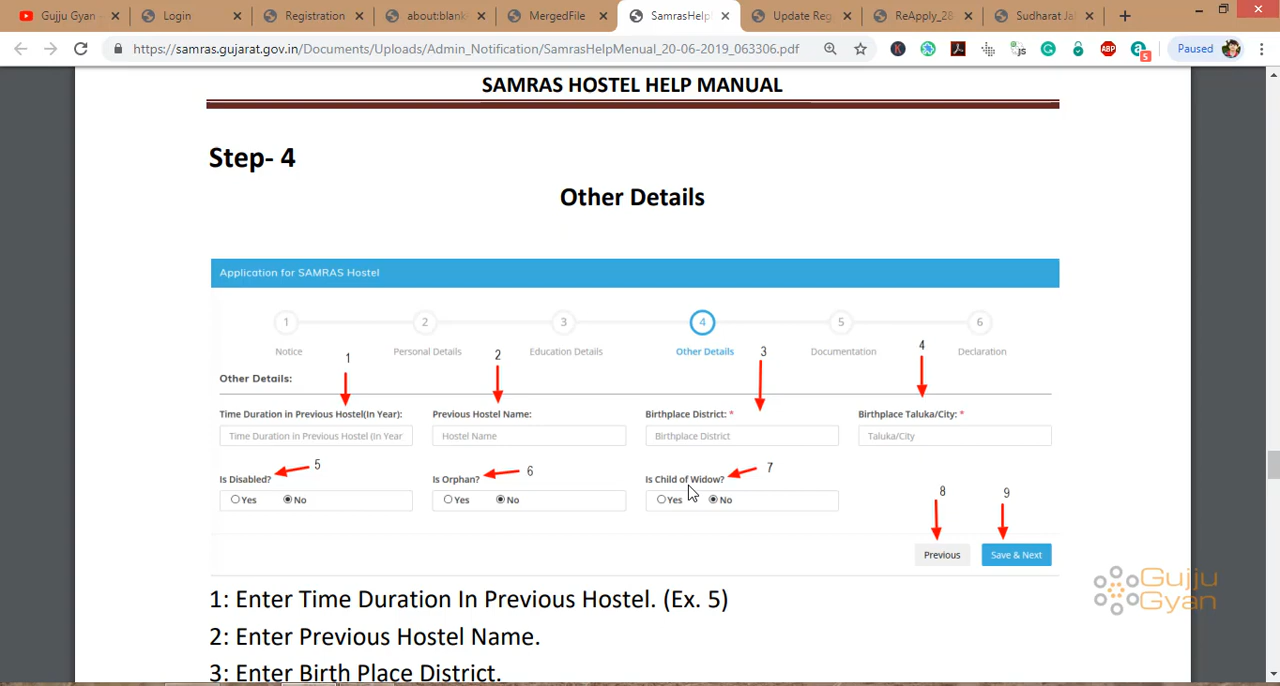 Gujju Gyan -
Login
Registration
about:blank
MergedFile
SamrasHelp
Update Reg
ReApply_28
Sudharat Ja
https://samras.gujarat.gov.in/Documents/Uploads/Admin_Notification/SamrasHelpMenual_20-06-2019_063306.pdf
Paused
SAMRAS HOSTEL HELP MANUAL
Step- 4
Other Details
Application for SAMRAS Hostel
1 2 3 4 5 6
Notice Personal Details Education Details Other Details Documentation Declaration
1 2 3 4
Other Details:
Time Duration in Previous Hostel(In Year): Previous Hostel Name: Birthplace District: * Birthplace Taluka/City: *
Time Duration in Previous Hostel (In Year Hostel Name Birthplace District Taluka/City
5 6 7
Is Disabled? Is Orphan? Is Child of Widow?
Yes No Yes No Yes No
8 9
Previous Save & Next
Gujju
Gyan
1: Enter Time Duration In Previous Hostel. (Ex. 5)
2: Enter Previous Hostel Name.
3: Enter Birth Place District.